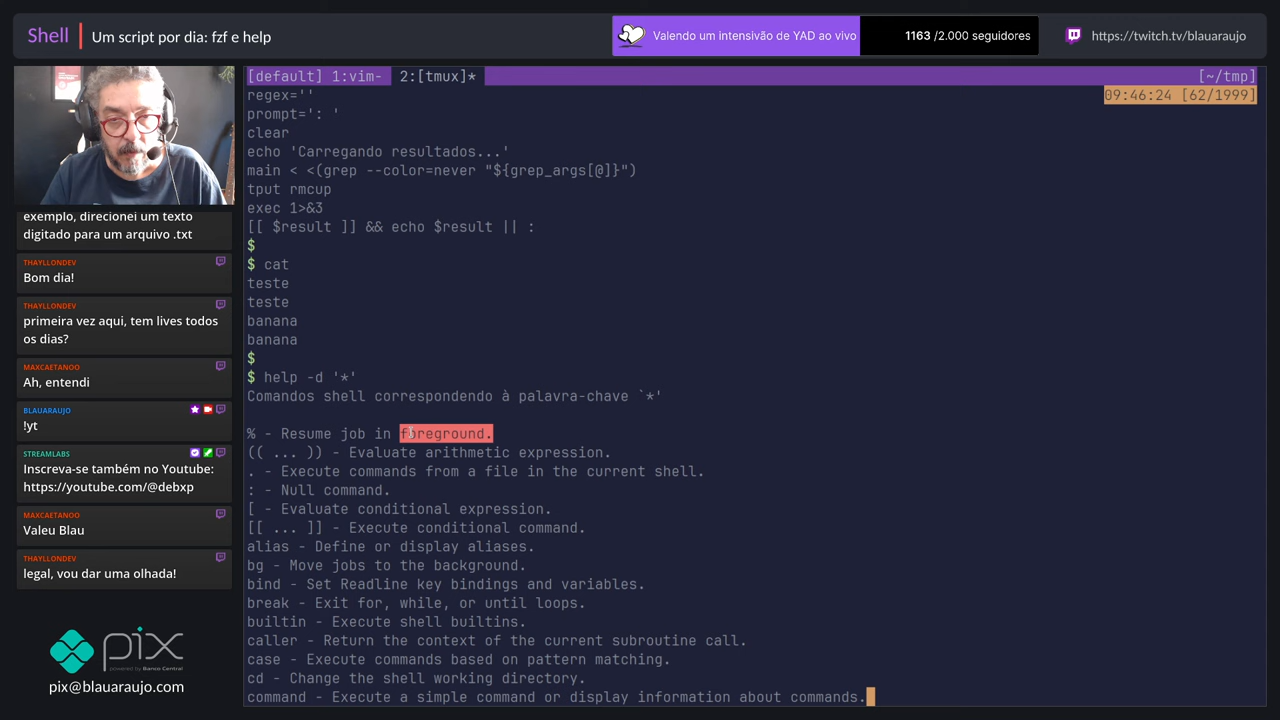 Shell
Um script por dia: fzf e help
Valendo um intensivão de YAD ao vivo
1163 /2.000 seguidores
https://twitch.tv/blauaraujo
exemplo, direcionei um texto
digitado para um arquivo .txt
THAYLLONDEV
Bom dia!
THAYLLONDEV
primeira vez aqui, tem lives todos
os dias?
MAXCAETANOO
Ah, entendi
BLAUARAUJO
!yt
STREAMLABS
Inscreva-se também no Youtube:
https://youtube.com/@debxp
MAXCAETANOO
Valeu Blau
THAYLLONDEV
legal, vou dar uma olhada!
pix
powered by Banco Central
pix@blauaraujo.com
[default] 1:vim- 2:[tmux]* [~/tmp]
regex='' 09:46:24 [62/1999]
prompt=': '
clear
echo 'Carregando resultados...'
main < <(grep --color=never "${grep_args[@]}")
tput rmcup
exec 1>&3
[[ $result ]] && echo $result || :
$
$ cat
teste
teste
banana
banana
$
$ help -d '*'
Comandos shell correspondendo à palavra-chave `*'
% - Resume job in foreground.
(( ... )) - Evaluate arithmetic expression.
. - Execute commands from a file in the current shell.
: - Null command.
[ - Evaluate conditional expression.
[[ ... ]] - Execute conditional command.
alias - Define or display aliases.
bg - Move jobs to the background.
bind - Set Readline key bindings and variables.
break - Exit for, while, or until loops.
builtin - Execute shell builtins.
caller - Return the context of the current subroutine call.
case - Execute commands based on pattern matching.
cd - Change the shell working directory.
command - Execute a simple command or display information about commands.